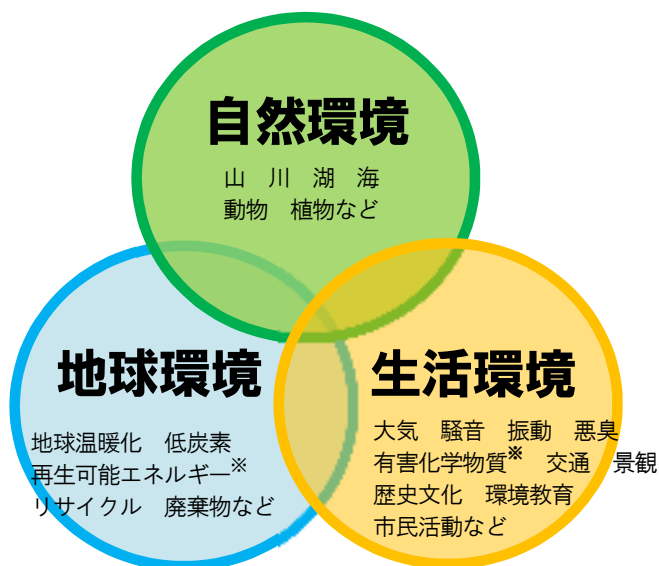 自然環境
山　川　湖　海
動物　植物など
地球環境
地球温暖化　低炭素
再生可能エネルギー※
リサイクル　廃棄物など
生活環境
大気　騒音　振動　悪臭
有害化学物質※　交通　景観
歴史文化　環境教育
市民活動など